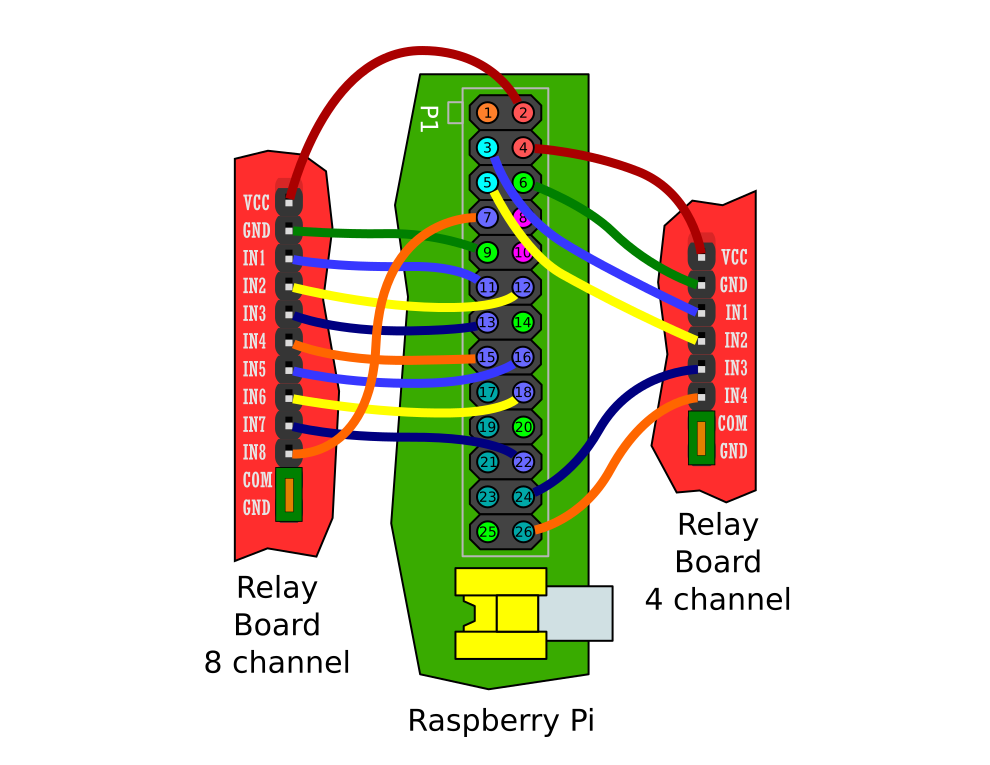 P1
1 2
3 4
5 6
7 8
9 10
11 12
13 14
15 16
17 18
19 20
21 22
23 24
25 26
VCC
GND
IN1
IN2
IN3
IN4
IN5
IN6
IN7
IN8
COM
GND
Relay
Board
8 channel
VCC
GND
IN1
IN2
IN3
IN4
COM
GND
Relay
Board
4 channel
Raspberry Pi